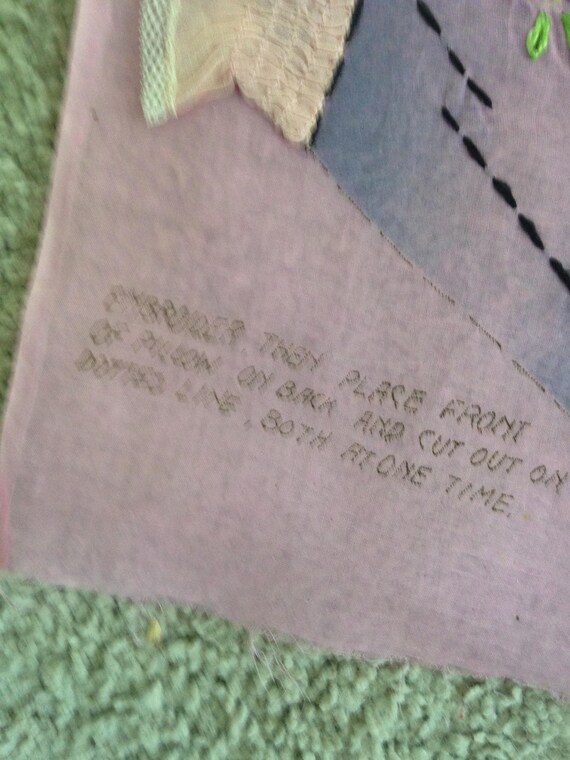 EMBROIDER THEN PLACE FRONT
OF PILLOW ON BACK AND CUT OUT ON
DOTTED LINE, BOTH AT ONE TIME.